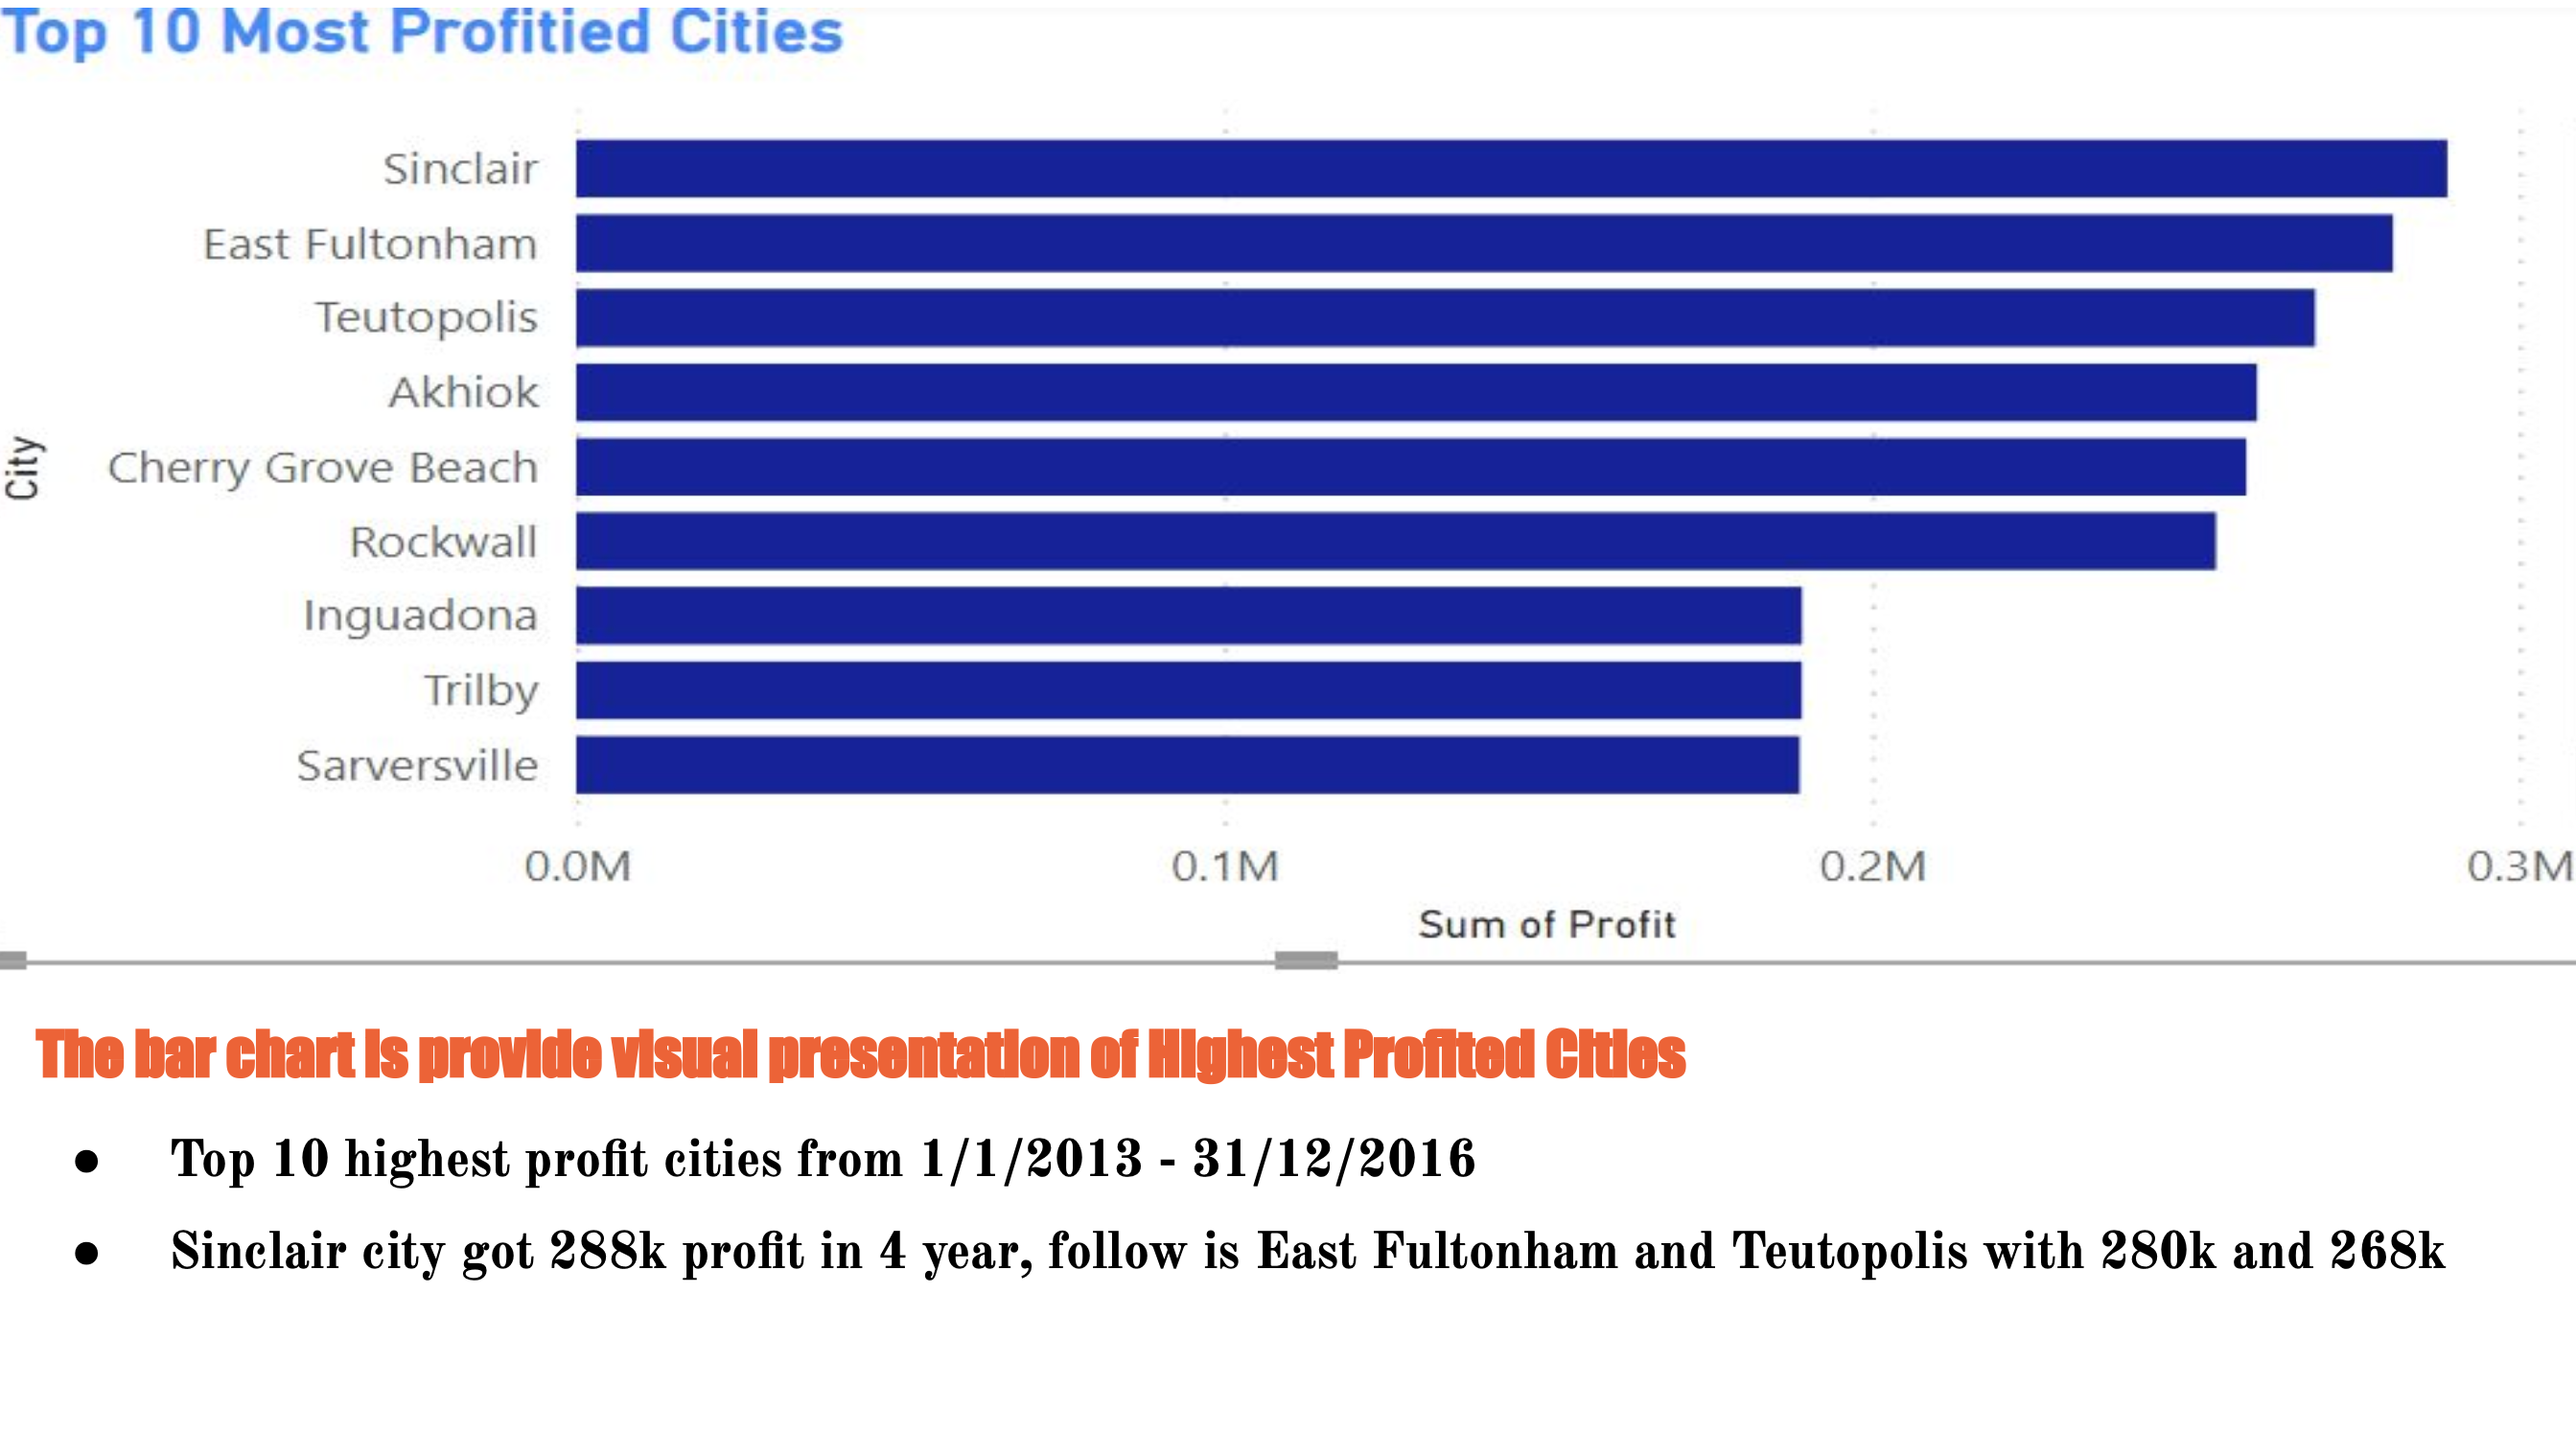 Top 10 Most Profitied Cities
Sinclair
East Fultonham
Teutopolis
Akhiok
Cherry Grove Beach
Rockwall
Inguadona
Trilby
Sarversville
City
0.0M 0.1M 0.2M 0.3M
Sum of Profit
The bar chart is provide visual presentation of Highest Profited Cities
● Top 10 highest profit cities from 1/1/2013 - 31/12/2016
● Sinclair city got 288k profit in 4 year, follow is East Fultonham and Teutopolis with 280k and 268k